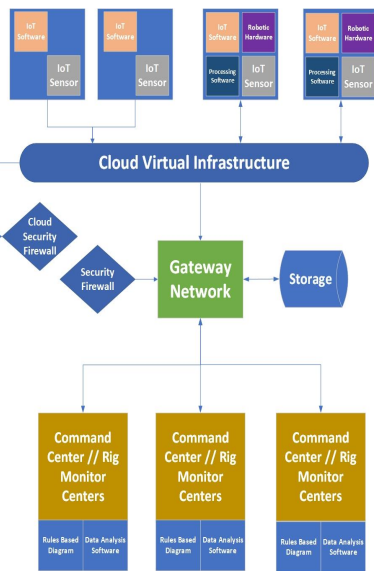 IoT
Software
IoT
Sensor
IoT
Software
IoT
Sensor
IoT
Software
Robotic
Hardware
Processing
Software
IoT
Sensor
IoT
Software
Robotic
Hardware
Processing
Software
IoT
Sensor
Cloud Virtual Infrastructure
Cloud
Security
Firewall
Security
Firewall
Gateway
Network
Storage
Command
Center // Rig
Monitor
Centers
Rules Based
Diagram
Data Analysis
Software
Command
Center // Rig
Monitor
Centers
Rules Based
Diagram
Data Analysis
Software
Command
Center // Rig
Monitor
Centers
Rules Based
Diagram
Data Analysis
Software